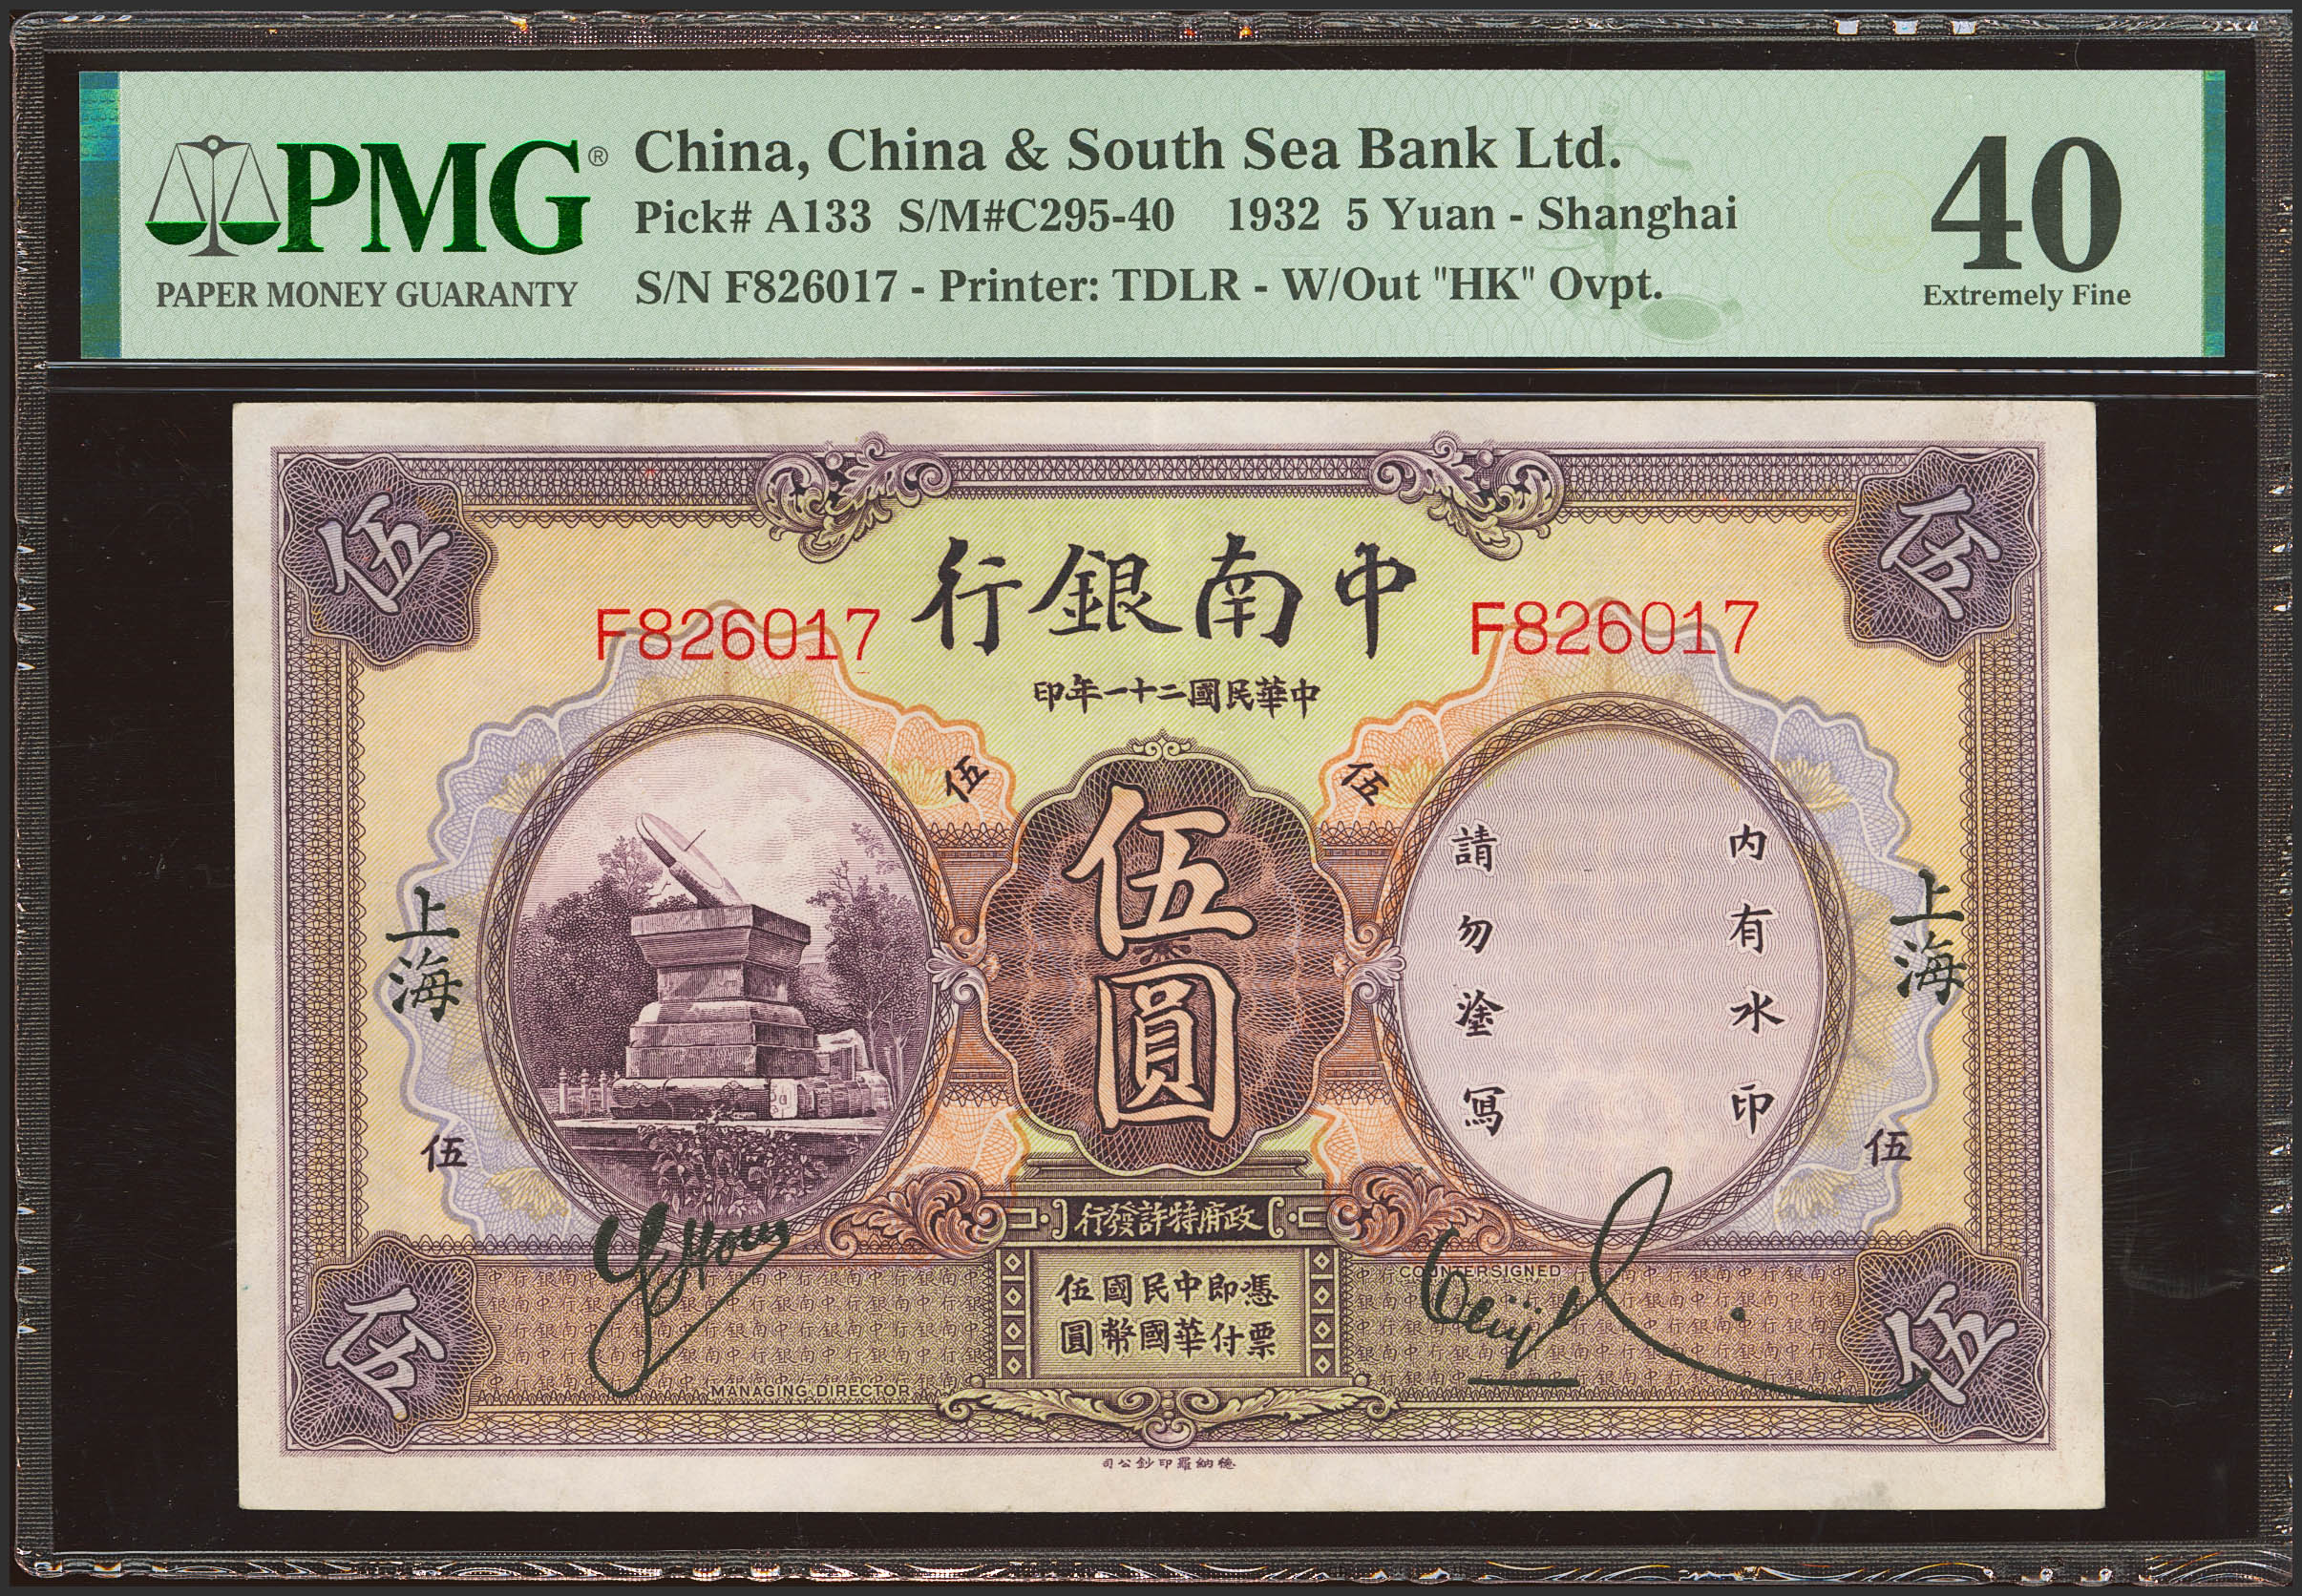 PMG®
PAPER MONEY GUARANTY
China, China & South Sea Bank Ltd.
Pick# A133 S/M#C295-40 1932 5 Yuan - Shanghai
S/N F826017 - Printer: TDLR - W/Out "HK" Ovpt.
40
Extremely Fine
伍
伍
行銀南中
F826017
F826017
印年一十二國民華中
伍
伍
伍圓
上海
上海
內有水印
請勿塗寫
伍
伍
行發許特府政
憑票
即付
中華
民國
國幣
伍圓
COUNTERSIGNED
MANAGING DIRECTOR
伍
伍
司公鈔印羅納德